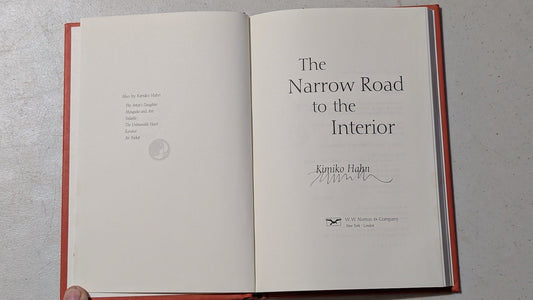 Also by Kimiko Hahn
The Artist's Daughter
Mosquito and Ant
Volatile
The Unbearable Heart
Earshot
Air Pocket
The
Narrow Road
to the
Interior
Kimiko Hahn
W. W. Norton & Company
New York • London